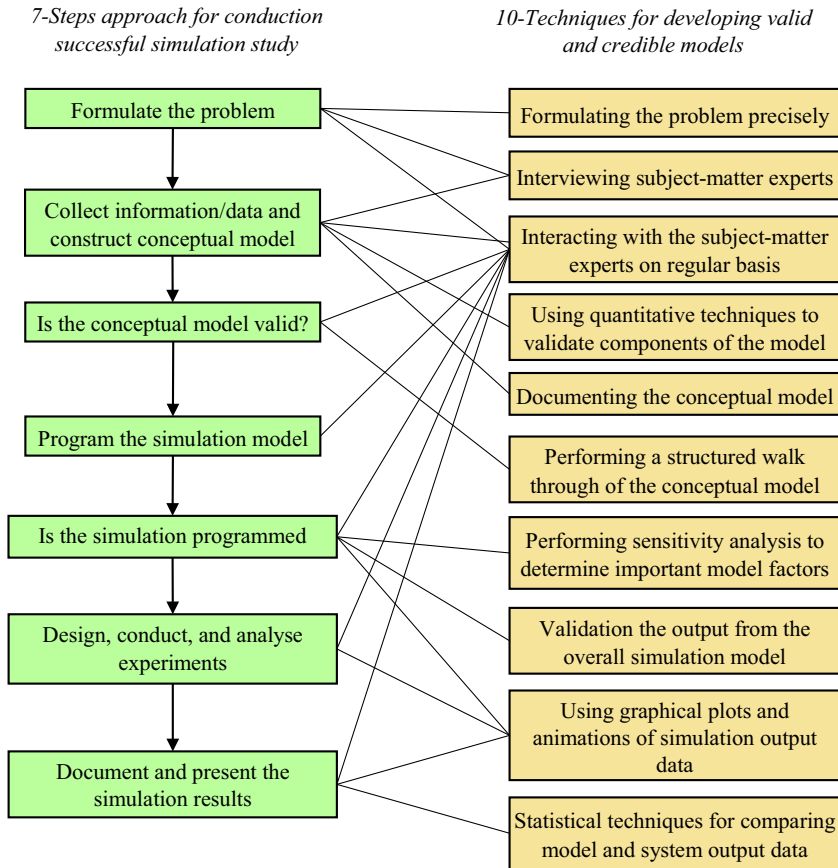 7-Steps approach for conduction
successful simulation study
Formulate the problem
Collect information/data and
construct conceptual model
Is the conceptual model valid?
Program the simulation model
Is the simulation programmed
Design, conduct, and analyse
experiments
Document and present the
simulation results
10-Techniques for developing valid
and credible models
Formulating the problem precisely
Interviewing subject-matter experts
Interacting with the subject-matter
experts on regular basis
Using quantitative techniques to
validate components of the model
Documenting the conceptual model
Performing a structured walk
through of the conceptual model
Performing sensitivity analysis to
determine important model factors
Validation the output from the
overall simulation model
Using graphical plots and
animations of simulation output
data
Statistical techniques for comparing
model and system output data